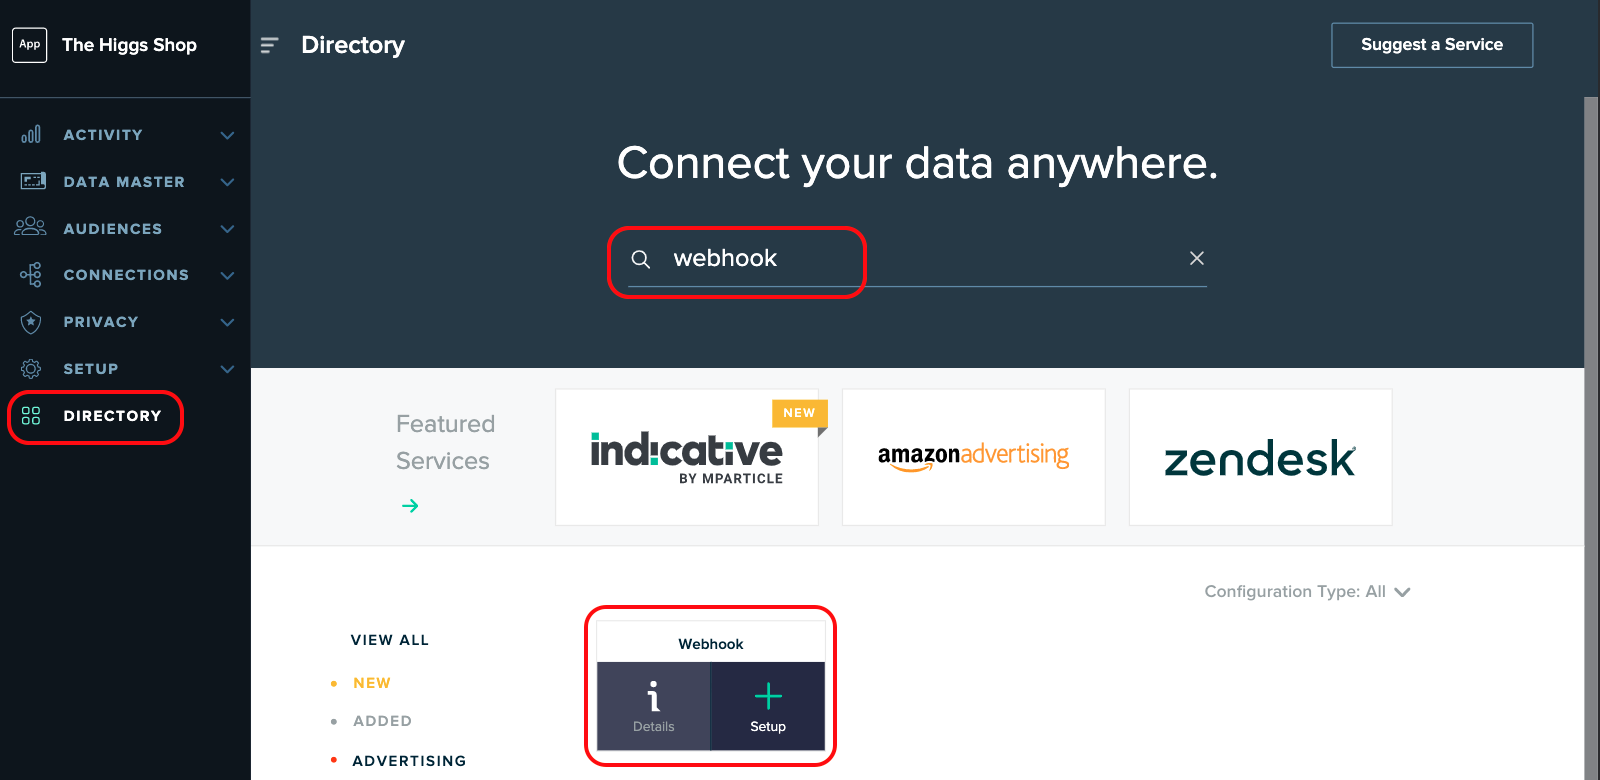 App
The Higgs Shop
ACTIVITY
DATA MASTER
AUDIENCES
CONNECTIONS
PRIVACY
SETUP
DIRECTORY
Directory
Suggest a Service
Connect your data anywhere.
webhook
Featured
Services
NEW
indicative
BY MPARTICLE
amazonadvertising
zendesk
Configuration Type: All
VIEW ALL
NEW
ADDED
ADVERTISING
Webhook
Details
Setup